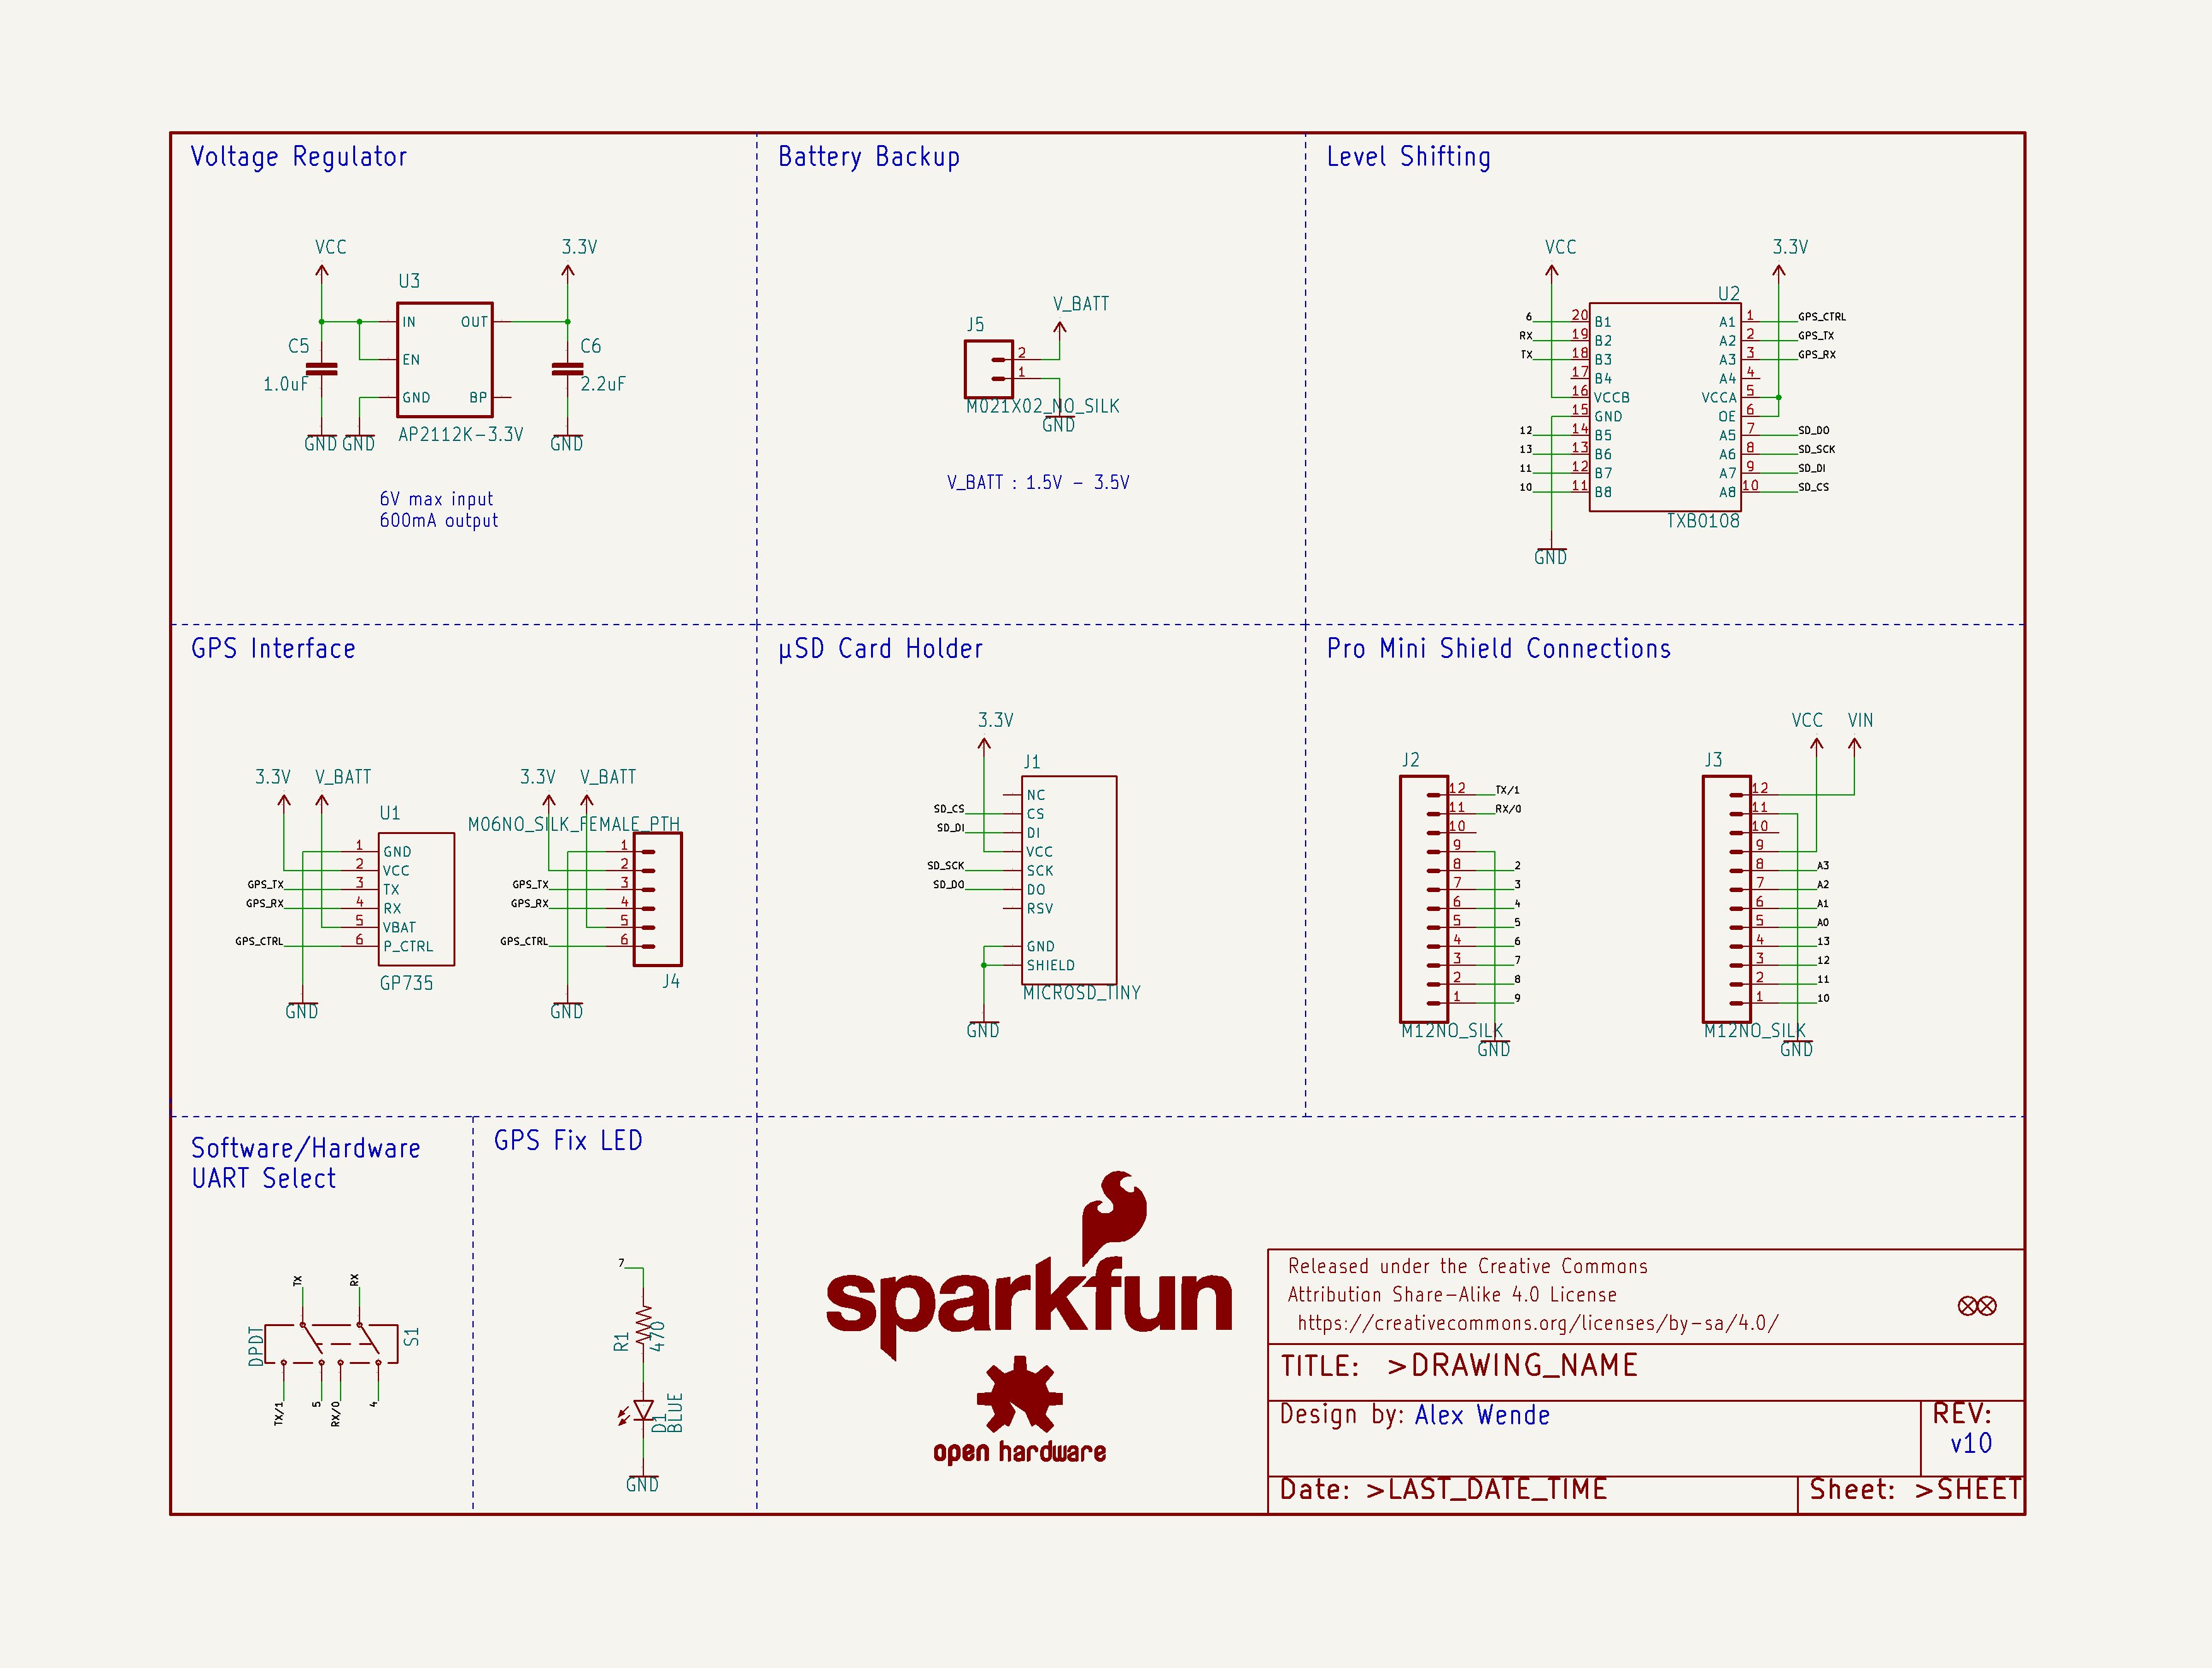 Voltage Regulator
VCC
3.3V
U3
IN
OUT
EN
GND
BP
C5
1.0uF
C6
2.2uF
GND
GND
AP2112K-3.3V
GND
6V max input
600mA output
Battery Backup
V_BATT
J5
2
1
M021X02_NO_SILK
GND
V_BATT : 1.5V - 3.5V
Level Shifting
VCC
3.3V
U2
6 20 B1 A1 1 GPS_CTRL
RX 19 B2 A2 2 GPS_TX
TX 18 B3 A3 3 GPS_RX
17 B4 A4 4
16 VCCB VCCA 5
15 GND OE 6
12 14 B5 A5 7 SD_DO
13 13 B6 A6 8 SD_SCK
11 12 B7 A7 9 SD_DI
10 11 B8 A8 10 SD_CS
TXB0108
GND
GPS Interface
3.3V V_BATT
U1
1 GND
2 VCC
GPS_TX 3 TX
GPS_RX 4 RX
5 VBAT
GPS_CTRL 6 P_CTRL
GP735
GND
3.3V V_BATT
M06NO_SILK_FEMALE_PTH
1
2
GPS_TX 3
GPS_RX 4
5
GPS_CTRL 6
J4
GND
µSD Card Holder
3.3V
J1
NC
SD_CS CS
SD_DI DI
VCC
SD_SCK SCK
SD_DO DO
RSV
GND
SHIELD
MICROSD_TINY
GND
Pro Mini Shield Connections
J2
12 TX/1
11 RX/0
10
9
8 2
7 3
6 4
5 5
4 6
3 7
2 8
1 9
M12NO_SILK
GND
VCC VIN
J3
12
11
10
9
8 A3
7 A2
6 A1
5 A0
4 13
3 12
2 11
1 10
M12NO_SILK
GND
Software/Hardware
UART Select
TX
RX
DPDT
S1
TX/1
5
RX/0
4
GPS Fix LED
7
R1
470
D1
BLUE
GND
sparkfun
open hardware
Released under the Creative Commons
Attribution Share-Alike 4.0 License
https://creativecommons.org/licenses/by-sa/4.0/
TITLE: >DRAWING_NAME
Design by: Alex Wende
REV:
v10
Date: >LAST_DATE_TIME
Sheet: >SHEET